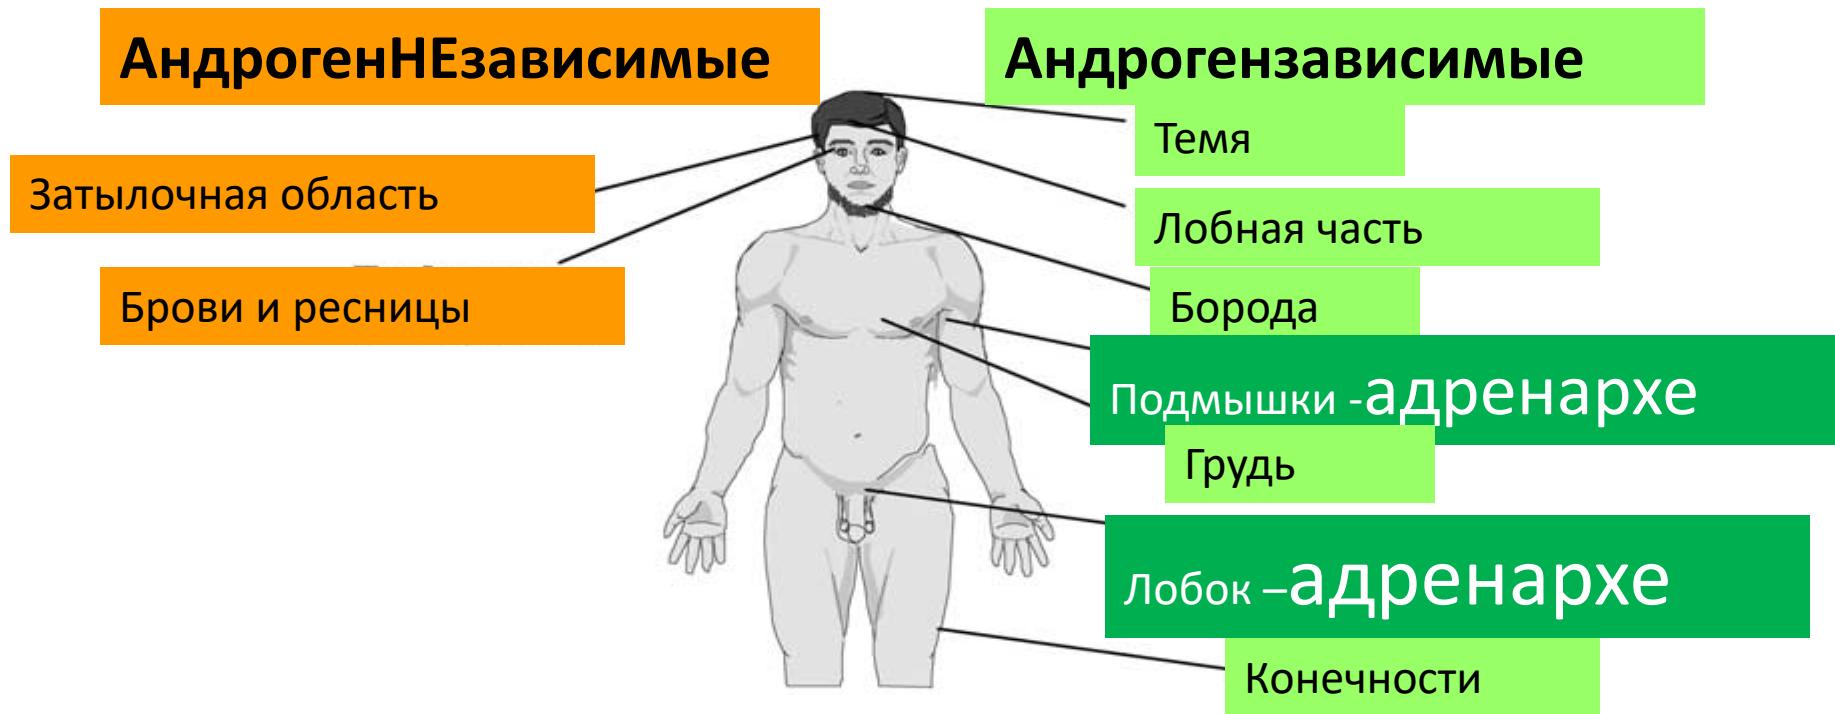 АндрогенНЕзависимые
Затылочная область
Брови и ресницы
Андрогензависимые
Темя
Лобная часть
Борода
Подмышки -адренархе
Грудь
Лобок –адренархе
Конечности